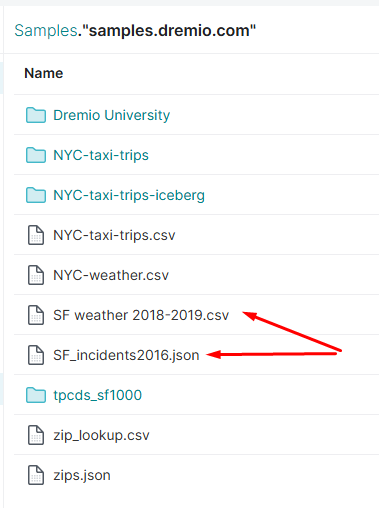 Samples."samples.dremio.com"
Name
Dremio University
NYC-taxi-trips
NYC-taxi-trips-iceberg
NYC-taxi-trips.csv
NYC-weather.csv
SF weather 2018-2019.csv
SF_incidents2016.json
tpcds_sf1000
zip_lookup.csv
zips.json